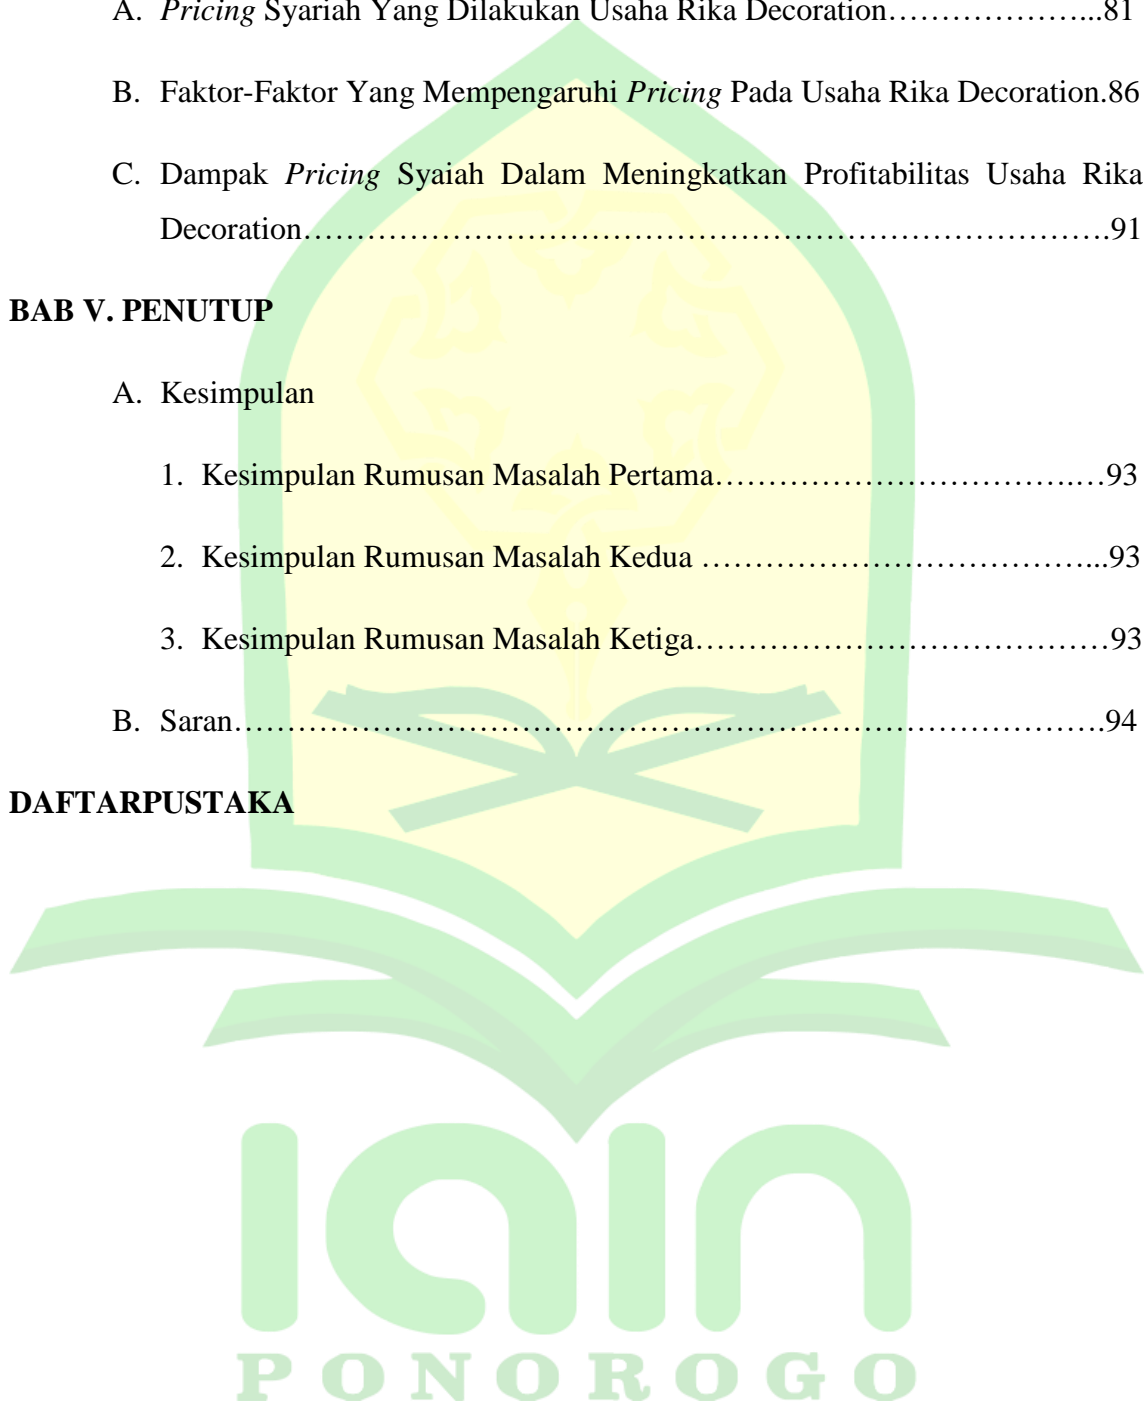 A. Pricing Syariah Yang Dilakukan Usaha Rika Decoration………………...81
B. Faktor-Faktor Yang Mempengaruhi Pricing Pada Usaha Rika Decoration.86
C. Dampak Pricing Syaiah Dalam Meningkatkan Profitabilitas Usaha Rika
Decoration……………………………………………………………….91
BAB V. PENUTUP
A. Kesimpulan
1. Kesimpulan Rumusan Masalah Pertama…………………………….…93
2. Kesimpulan Rumusan Masalah Kedua ………………………………...93
3. Kesimpulan Rumusan Masalah Ketiga…………………………………93
B. Saran…………………………………………………………………….94
DAFTARPUSTAKA
iain
PONOROGO